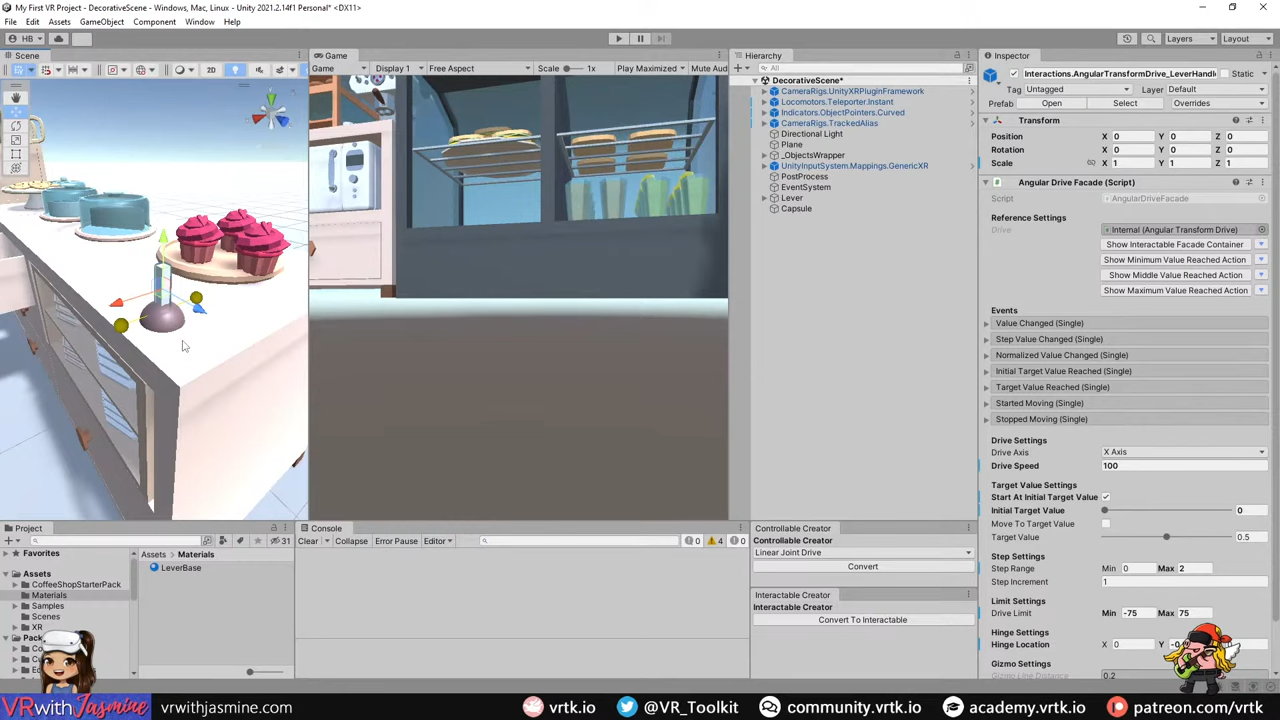 My First VR Project - DecorativeScene - Windows, Mac, Linux - Unity 2021.2.14f1 Personal* <DX11>
File Edit Assets GameObject Component Window Help
HB
Layers
Layout
Scene
2D
Game
Game Display 1 Free Aspect Scale 1x Play Maximized Mute Aud
Hierarchy
All
DecorativeScene*
CameraRigs.UnityXRPluginFramework
Locomotors.Teleporter.Instant
Indicators.ObjectPointers.Curved
CameraRigs.TrackedAlias
Directional Light
Plane
_ObjectsWrapper
UnityInputSystem.Mappings.GenericXR
PostProcess
EventSystem
Lever
Capsule
Inspector
Interactions.AngularTransformDrive_LeverHandl
Static
Tag Untagged Layer Default
Prefab Open Select Overrides
Transform
Position X 0 Y 0 Z 0
Rotation X 0 Y 0 Z 0
Scale X 1 Y 1 Z 1
Angular Drive Facade (Script)
Script AngularDriveFacade
Reference Settings
Drive Internal (Angular Transform Drive)
Show Interactable Facade Container
Show Minimum Value Reached Action
Show Middle Value Reached Action
Show Maximum Value Reached Action
Events
Value Changed (Single)
Step Value Changed (Single)
Normalized Value Changed (Single)
Initial Target Value Reached (Single)
Target Value Reached (Single)
Started Moving (Single)
Stopped Moving (Single)
Drive Settings
Drive Axis X Axis
Drive Speed 100
Target Value Settings
Start At Initial Target Value
Initial Target Value 0
Move To Target Value
Target Value 0.5
Step Settings
Step Range Min 0 Max 2
Step Increment 1
Limit Settings
Drive Limit Min -75 Max 75
Hinge Settings
Hinge Location X 0 Y
Gizmo Settings
Gizmo Line Distance 0.2
Project
31
Favorites
Assets
CoffeeShopStarterPack
Materials
Samples
Scenes
XR
Pack
Assets Materials
LeverBase
Console
Clear Collapse Error Pause Editor 0 4 0
Controllable Creator
Controllable Creator
Linear Joint Drive
Convert
Interactable Creator
Interactable Creator
Convert To Interactable
VRwithJasmine vrwithjasmine.com vrtk.io @VR_Toolkit community.vrtk.io academy.vrtk.io patreon.com/vrtk